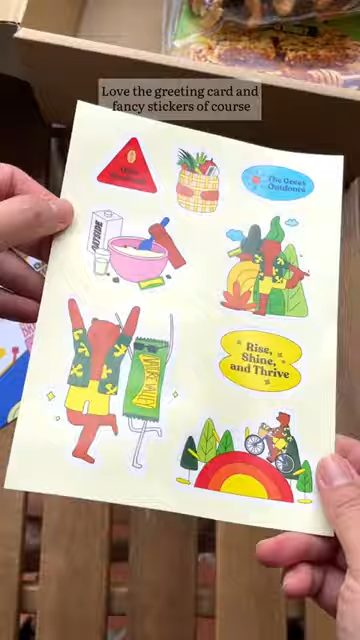 Love the greeting card and
fancy stickers of course
The Great
Outdoors
Rise,
Shine,
and Thrive